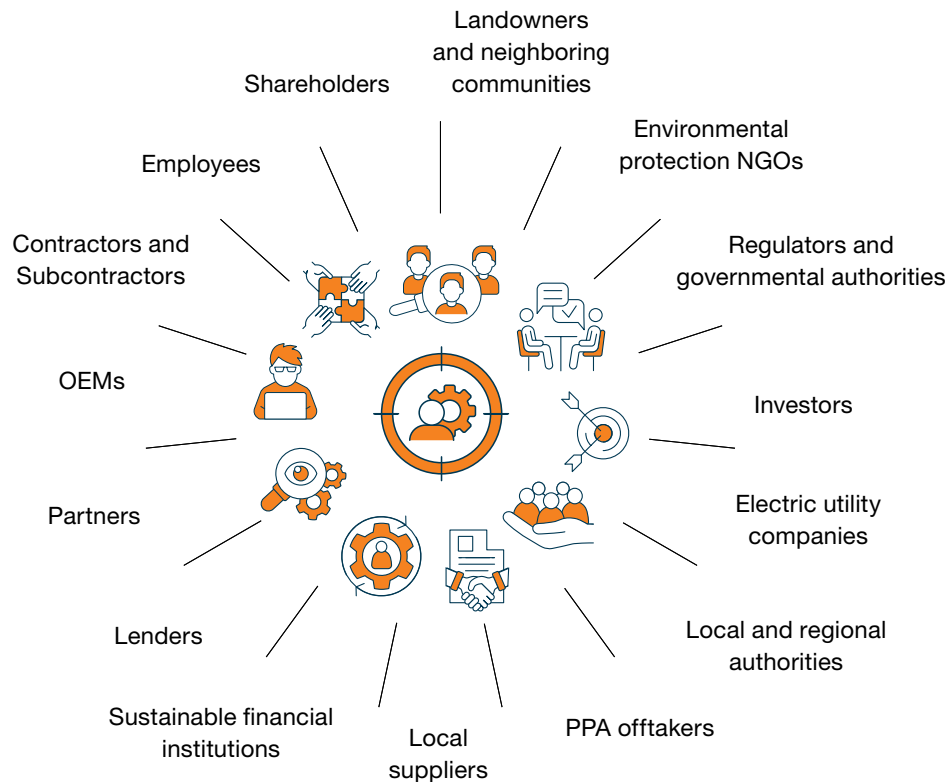 Landowners
and neighboring
communities
Shareholders
Environmental
protection NGOs
Employees
Regulators and
governmental authorities
Contractors and
Subcontractors
OEMs
Investors
Partners
Electric utility
companies
Lenders
Local and regional
authorities
Sustainable financial
institutions
PPA offtakers
Local
suppliers